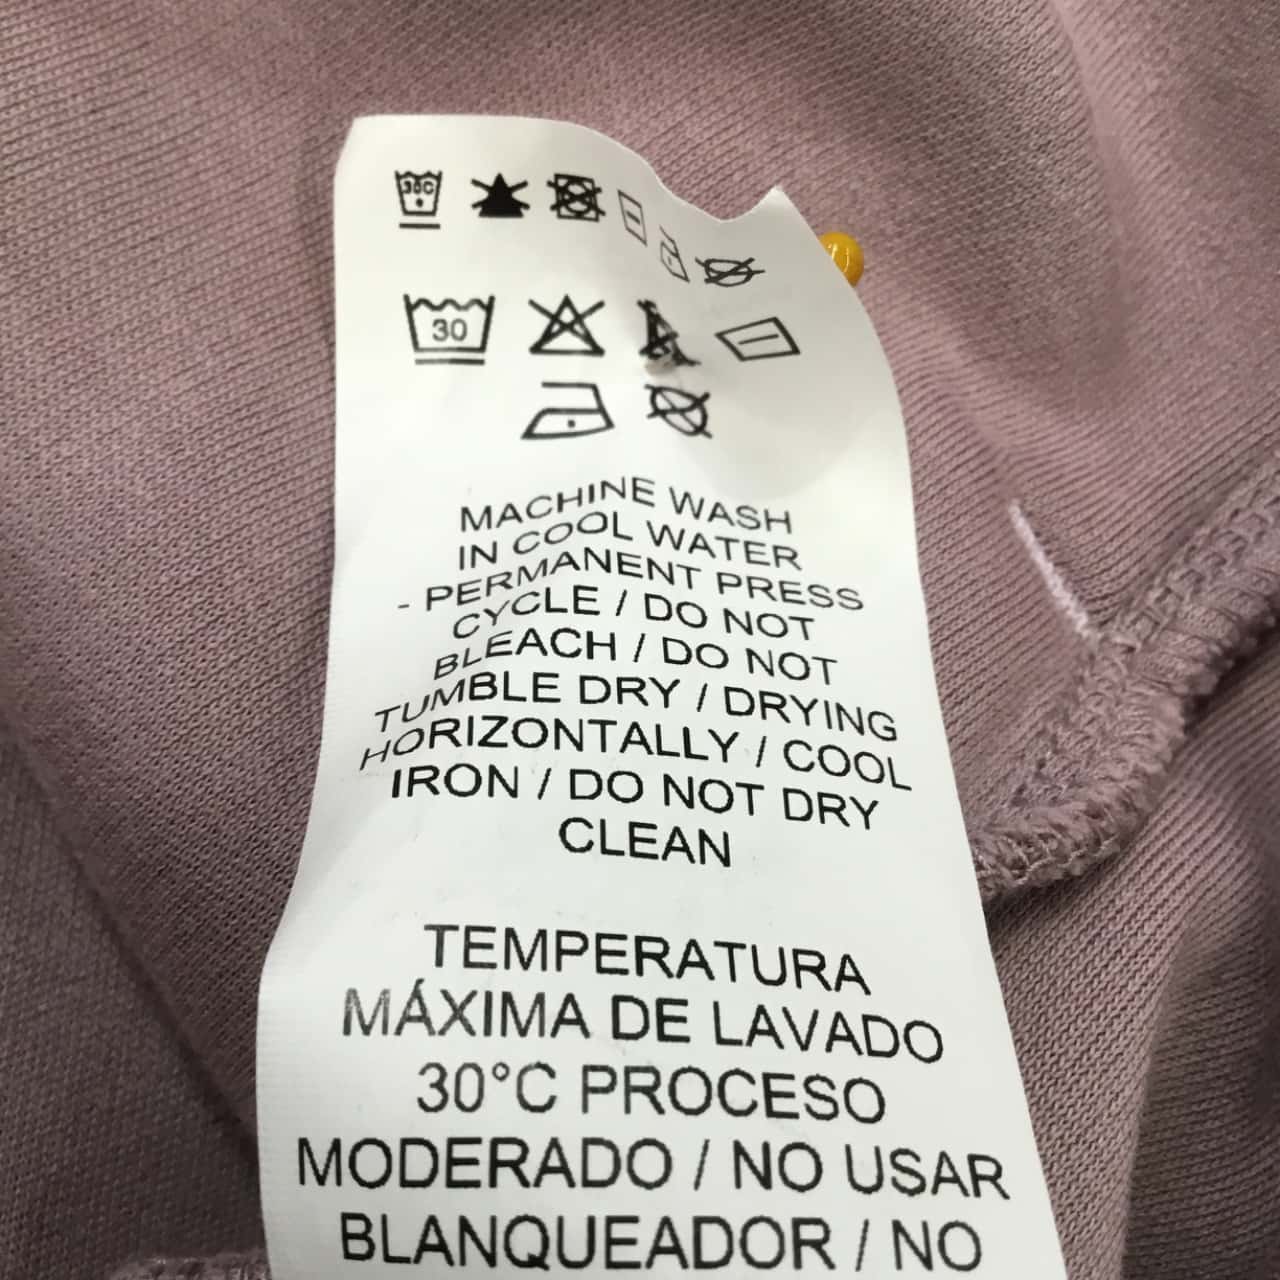 30C
30
MACHINE WASH
IN COOL WATER
- PERMANENT PRESS
CYCLE / DO NOT
BLEACH / DO NOT
TUMBLE DRY / DRYING
HORIZONTALLY / COOL
IRON / DO NOT DRY
CLEAN
TEMPERATURA
MÁXIMA DE LAVADO
30°C PROCESO
MODERADO / NO USAR
BLANQUEADOR / NO